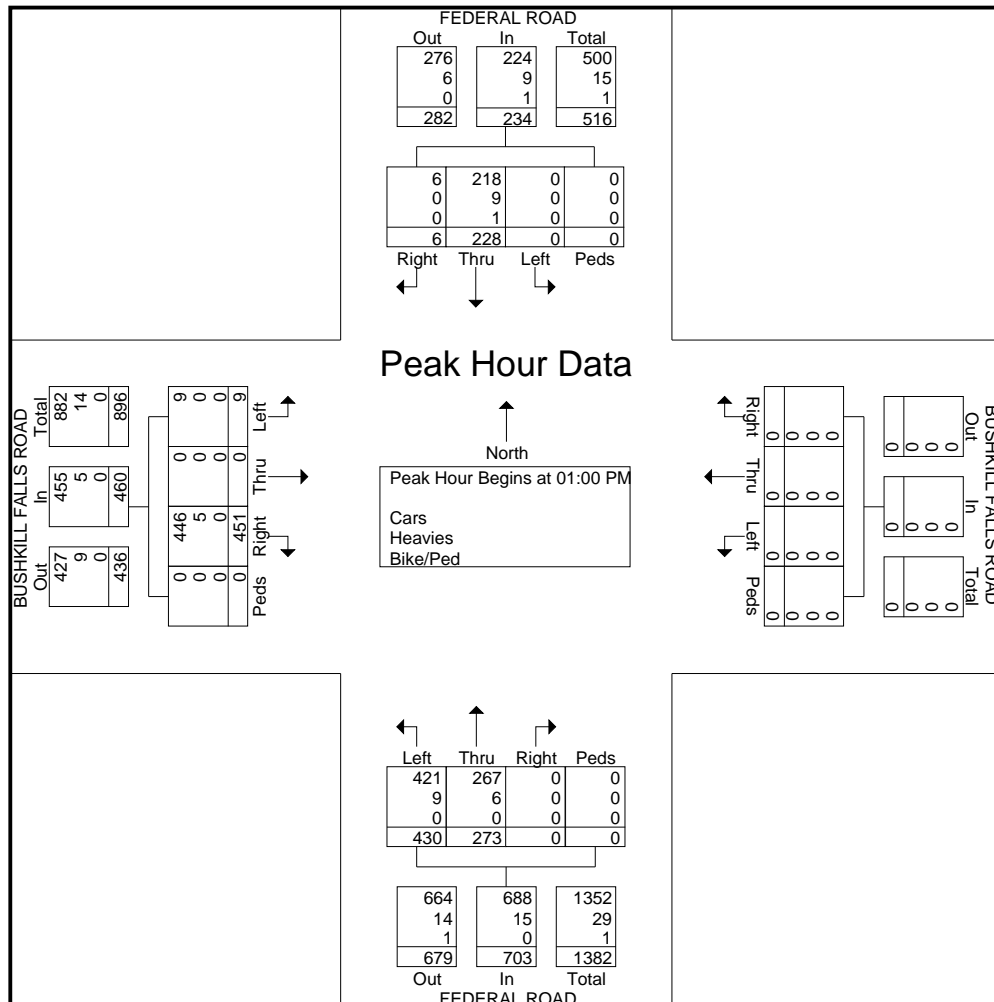 FEDERAL ROAD
Out In Total
276 224 500
6 9 15
0 1 1
282 234 516
6 218 0 0
0 9 0 0
0 1 0 0
6 228 0 0
Right Thru Left Peds
Peak Hour Data
North
Peak Hour Begins at 01:00 PM
Cars
Heavies
Bike/Ped
BUSHKILL FALLS ROAD
Out In Total
427 455 882
9 5 14
0 0 0
436 460 896
0 446 0 9
0 5 0 0
0 0 0 0
0 451 0 9
Peds Right Thru Left
BUSHKILL FALLS ROAD
Out In Total
0 0 0
0 0 0
0 0 0
0 0 0
0 0 0 0
0 0 0 0
0 0 0 0
0 0 0 0
Right Thru Left Peds
Left Thru Right Peds
421 267 0 0
9 6 0 0
0 0 0 0
430 273 0 0
664 688 1352
14 15 29
1 0 1
679 703 1382
Out In Total
FEDERAL ROAD